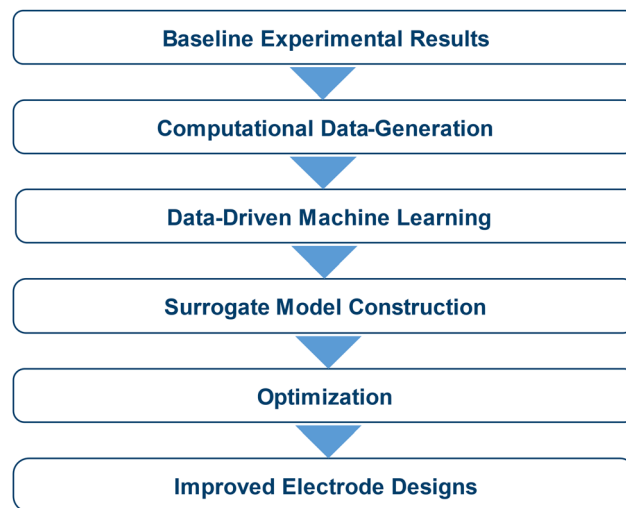 Baseline Experimental Results
Computational Data-Generation
Data-Driven Machine Learning
Surrogate Model Construction
Optimization
Improved Electrode Designs